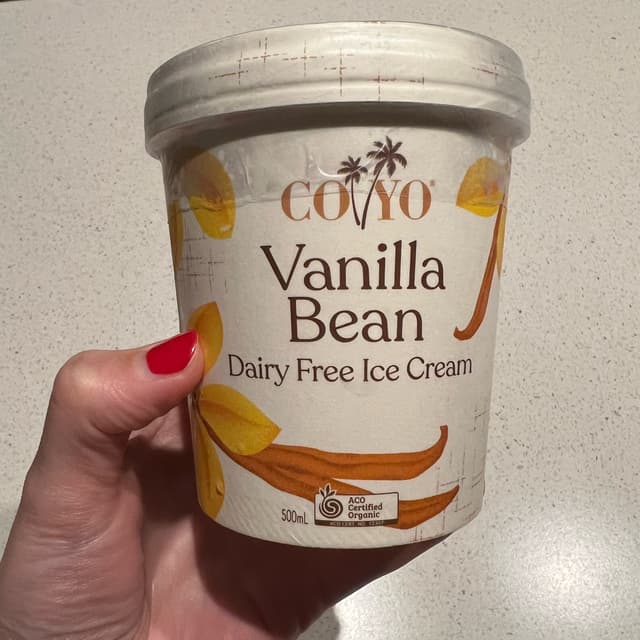 COYO
Vanilla
Bean
Dairy Free Ice Cream
500mL
ACO
Certified
Organic